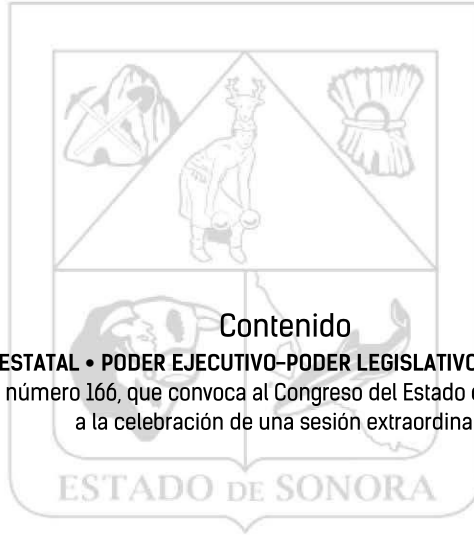 Contenido
ESTATAL • PODER EJECUTIVO-PODER LEGISLATIVO
número 166, que convoca al Congreso del Estado
a la celebración de una sesión extraordina
ESTADO DE SONORA